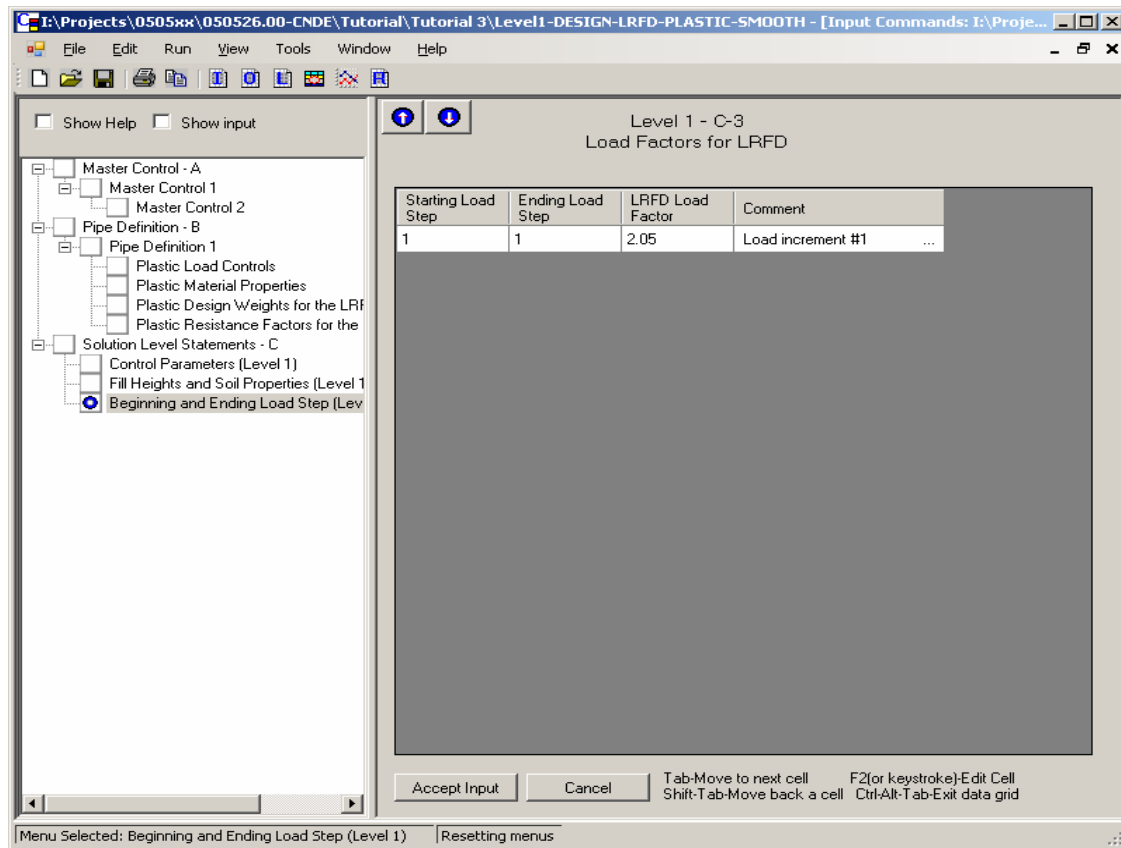 I:\Projects\0505xx\050526.00-CNDE\Tutorial\Tutorial 3\Level1-DESIGN-LRFD-PLASTIC-SMOOTH - [Input Commands: I:\Proje...
File Edit Run View Tools Window Help
Show Help Show input
Master Control - A
Master Control 1
Master Control 2
Pipe Definition - B
Pipe Definition 1
Plastic Load Controls
Plastic Material Properties
Plastic Design Weights for the LRF
Plastic Resistance Factors for the
Solution Level Statements - C
Control Parameters (Level 1)
Fill Heights and Soil Properties (Level 1
Beginning and Ending Load Step (Lev
Level 1 - C-3
Load Factors for LRFD
Starting Load Step Ending Load Step LRFD Load Factor Comment
1 1 2.05 Load increment #1 ...
Accept Input Cancel
Tab-Move to next cell F2(or keystroke)-Edit Cell
Shift-Tab-Move back a cell Ctrl-Alt-Tab-Exit data grid
Menu Selected: Beginning and Ending Load Step (Level 1) Resetting menus